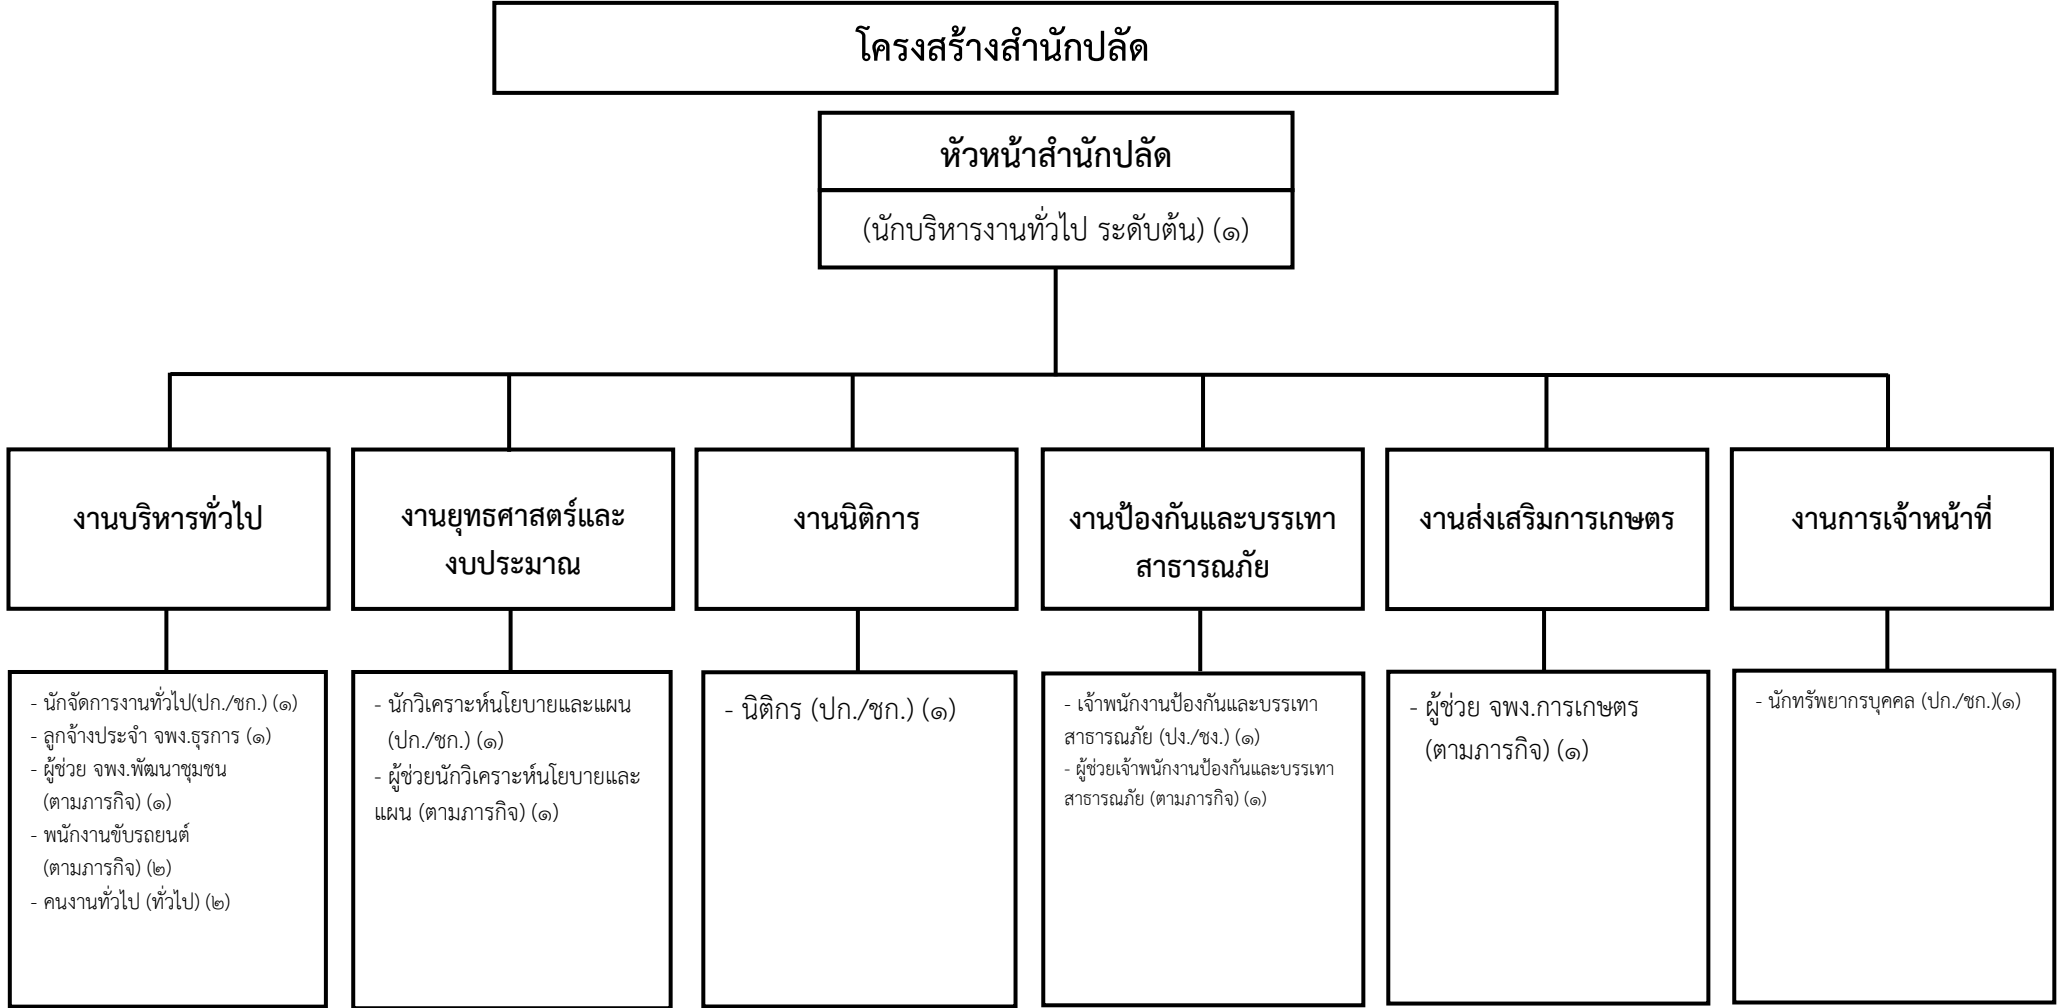 โครงสร้างสำนักปลัด
หัวหน้าสำนักปลัด
(นักบริหารงานทั่วไป ระดับต้น) (๑)
งานบริหารทั่วไป
งานยุทธศาสตร์และ
งบประมาณ
งานนิติการ
งานป้องกันและบรรเทา
สาธารณภัย
งานส่งเสริมการเกษตร
งานการเจ้าหน้าที่
- นักจัดการงานทั่วไป(ปก./ชก.) (๑)
- ลูกจ้างประจำ จพง.ธุรการ (๑)
- ผู้ช่วย จพง.พัฒนาชุมชน
(ตามภารกิจ) (๑)
- พนักงานขับรถยนต์
(ตามภารกิจ) (๒)
- คนงานทั่วไป (ทั่วไป) (๒)
- นักวิเคราะห์นโยบายและแผน
(ปก./ชก.) (๑)
- ผู้ช่วยนักวิเคราะห์นโยบายและ
แผน (ตามภารกิจ) (๑)
- นิติกร (ปก./ชก.) (๑)
- เจ้าพนักงานป้องกันและบรรเทา
สาธารณภัย (ปง./ชง.) (๑)
- ผู้ช่วยเจ้าพนักงานป้องกันและบรรเทา
สาธารณภัย (ตามภารกิจ) (๑)
- ผู้ช่วย จพง.การเกษตร
(ตามภารกิจ) (๑)
- นักทรัพยากรบุคคล (ปก./ชก.)(๑)